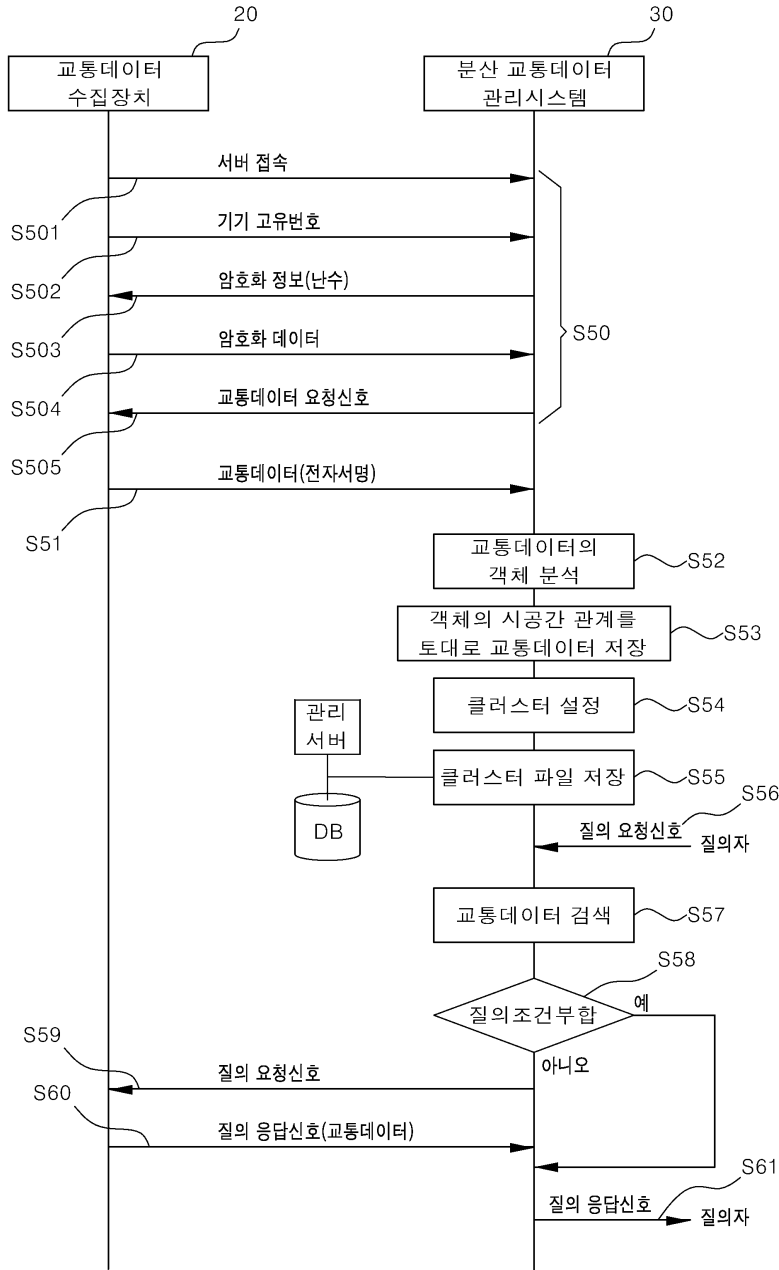 20
30
교통데이터
수집장치
분산 교통데이터
관리시스템
서버 접속
S501
기기 고유번호
S502
암호화 정보(난수)
S503
S50
암호화 데이터
S504
교통데이터 요청신호
S505
교통데이터(전자서명)
S51
교통데이터의
객체 분석
S52
객체의 시공간 관계를
토대로 교통데이터 저장
S53
클러스터 설정
S54
관리
서버
클러스터 파일 저장
S55
DB
S56
질의 요청신호
질의자
교통데이터 검색
S57
S58
질의조건부합
예
아니오
S59
질의 요청신호
S60
질의 응답신호(교통데이터)
S61
질의 응답신호
질의자